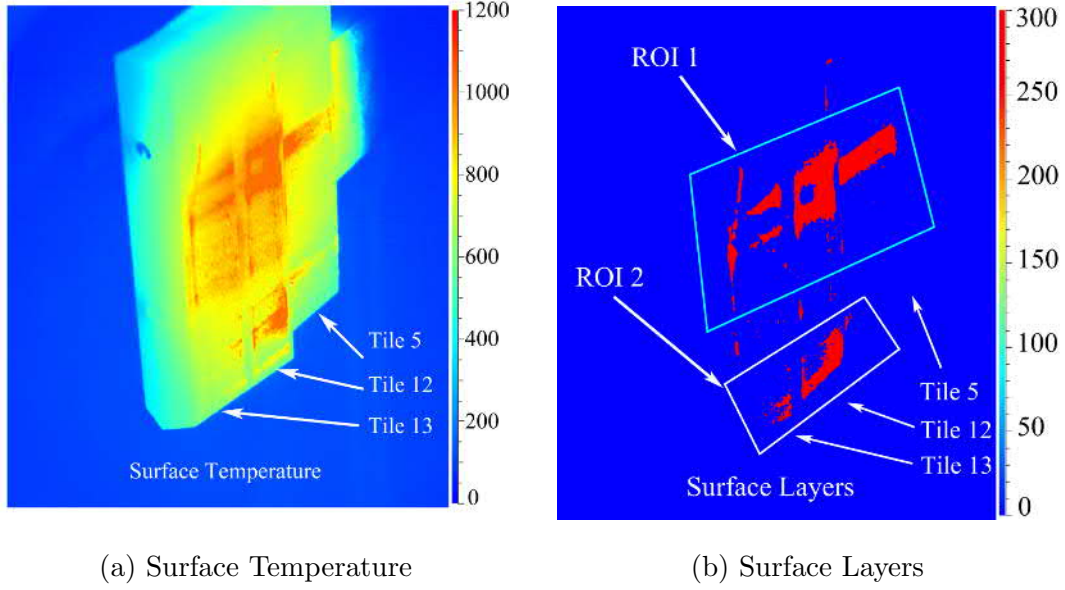 1200
1000
800
600
400
200
0
Tile 5
Tile 12
Tile 13
Surface Temperature
300
250
200
150
100
50
0
ROI 1
ROI 2
Tile 5
Tile 12
Tile 13
Surface Layers
(a) Surface Temperature
(b) Surface Layers